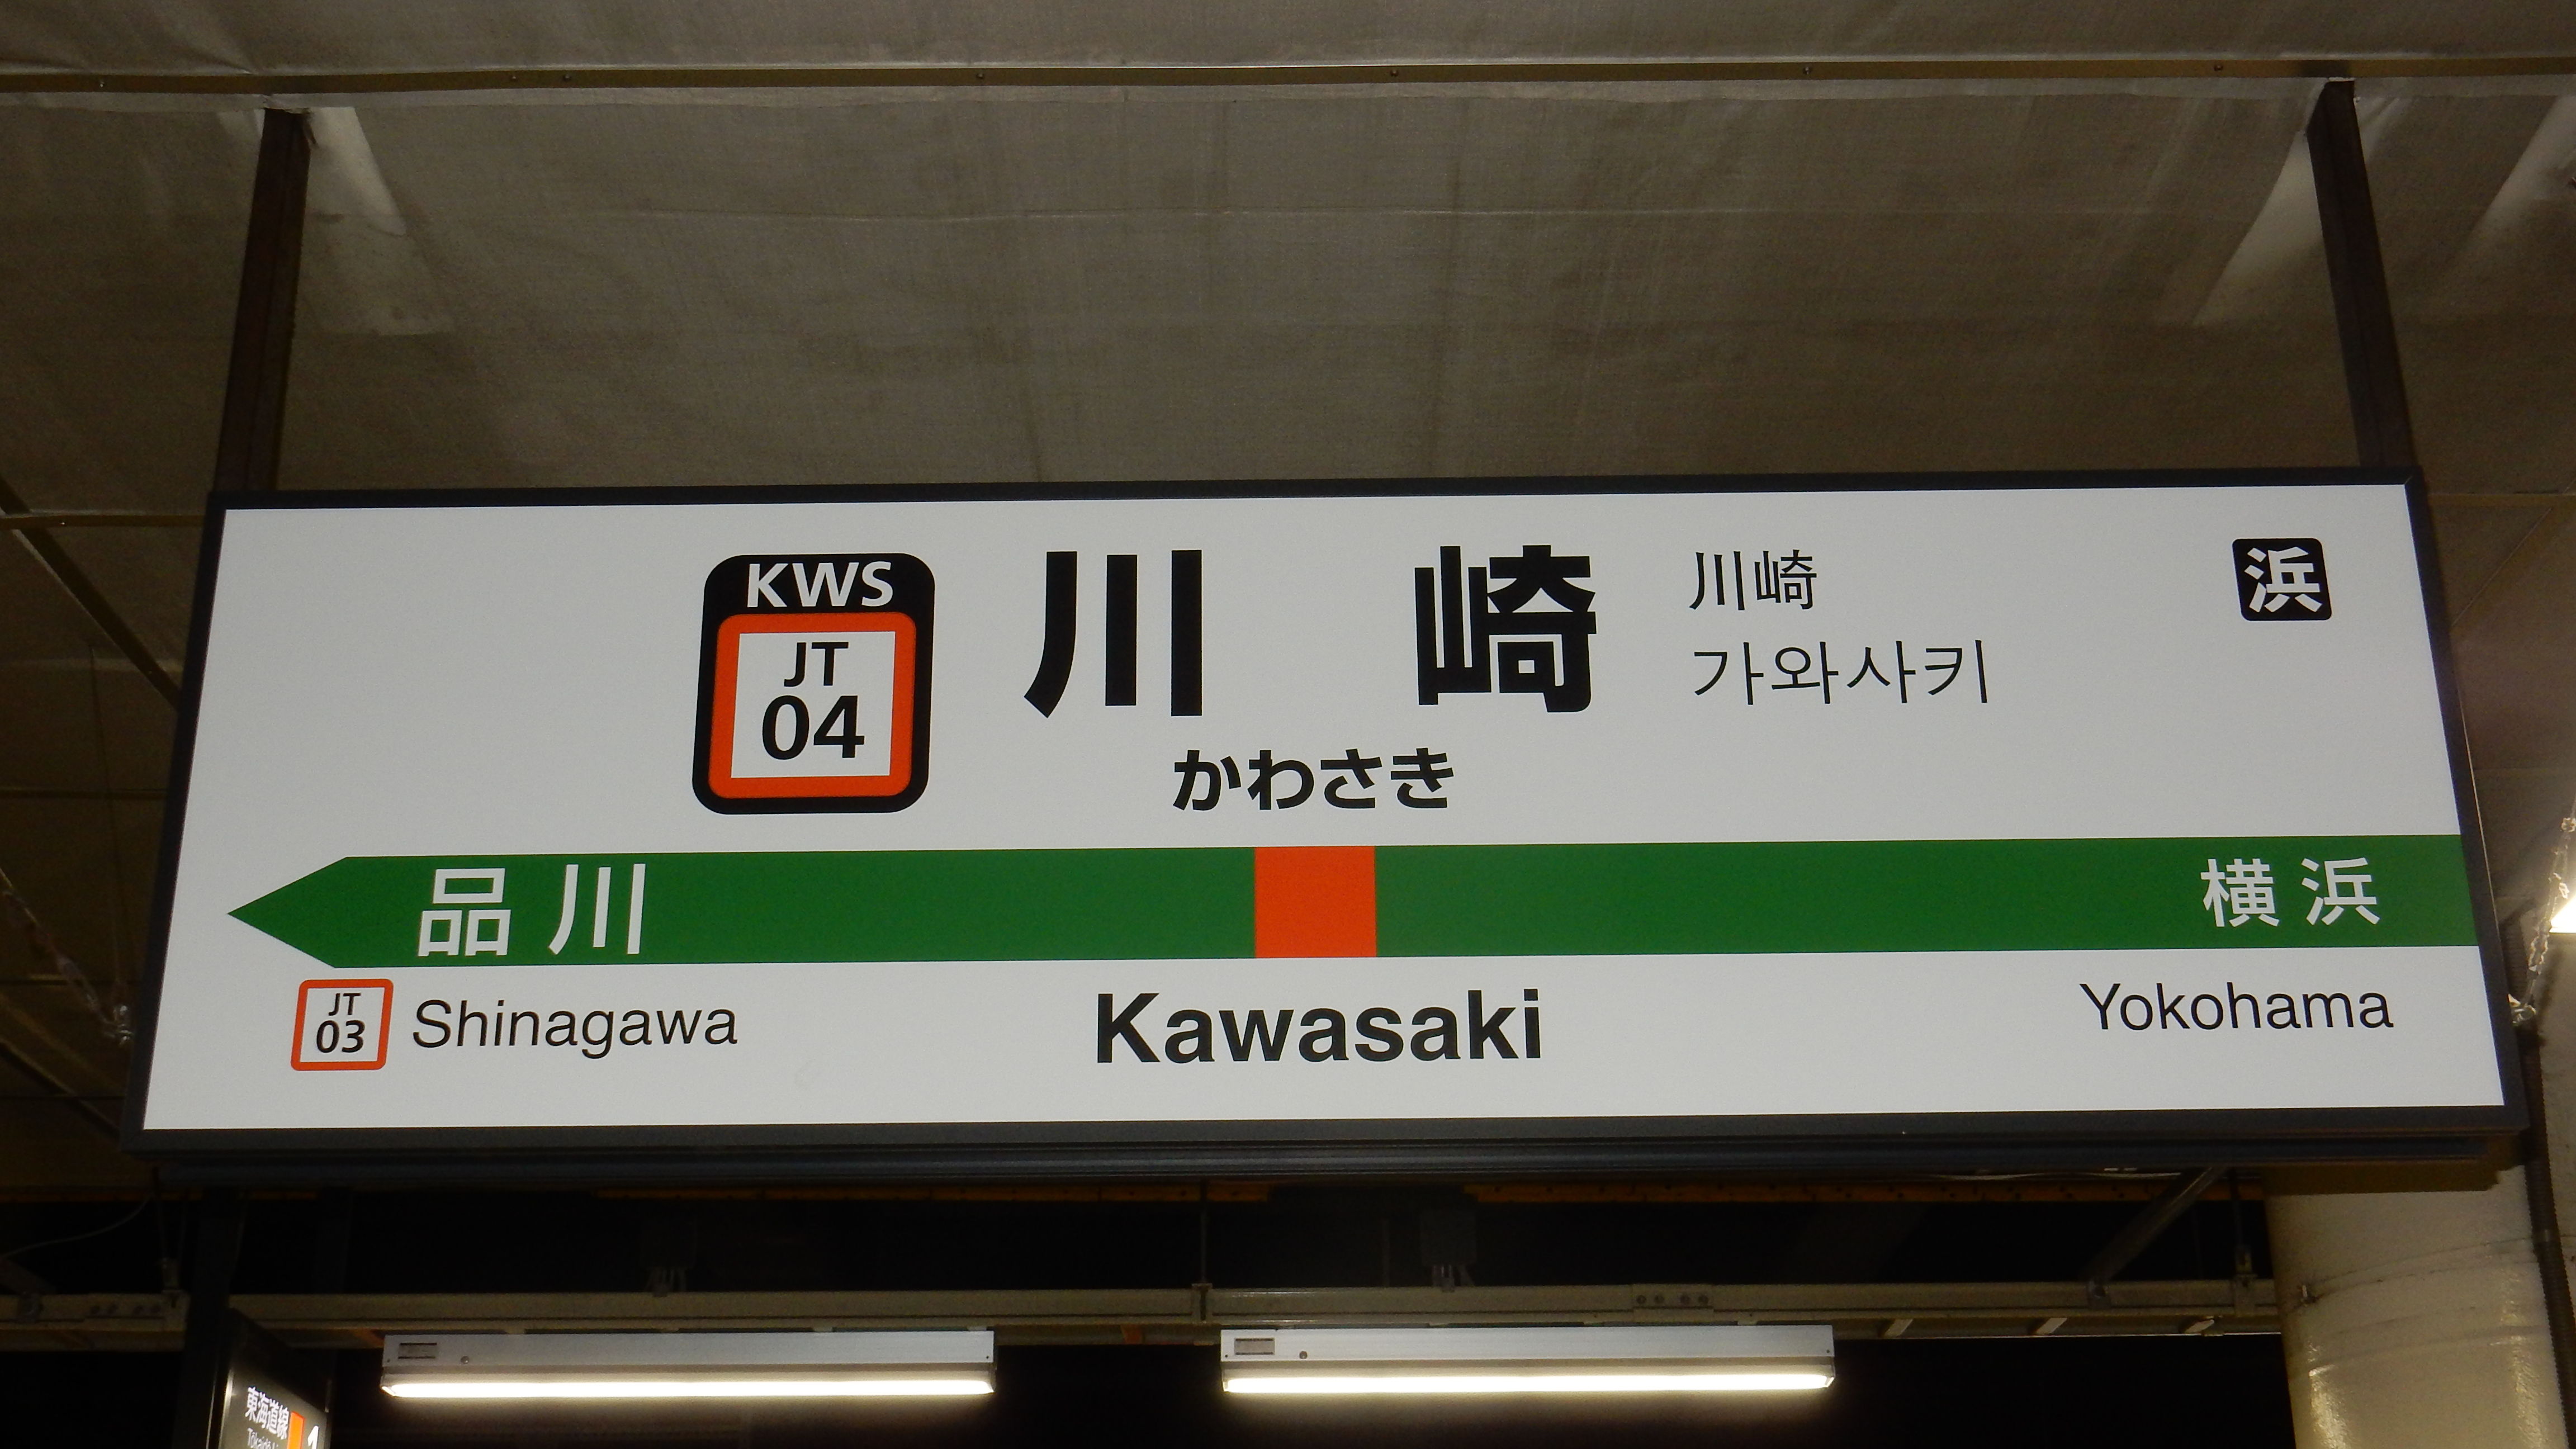 KWS
JT
04
川崎
かわさき
川崎
가와사키
浜
品川
横浜
JT
03
Shinagawa
Kawasaki
Yokohama
東海道線
1